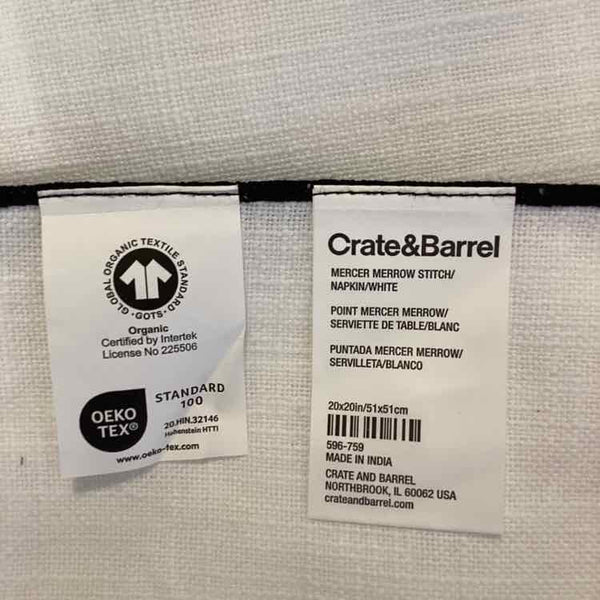 GLOBAL ORGANIC TEXTILE STANDARD
· GOTS ·
Organic
Certified by Intertek
License No 225506
OEKO
TEX®
STANDARD
100
20.HIN.32146
Hohenstein HTTI
www.oeko-tex.com
Crate&Barrel
MERCER MERROW STITCH/
NAPKIN/WHITE
POINT MERCER MERROW/
SERVIETTE DE TABLE/BLANC
PUNTADA MERCER MERROW/
SERVILLETA/BLANCO
20x20in/51x51cm
596-759
MADE IN INDIA
CRATE AND BARREL
NORTHBROOK, IL 60062 USA
crateandbarrel.com